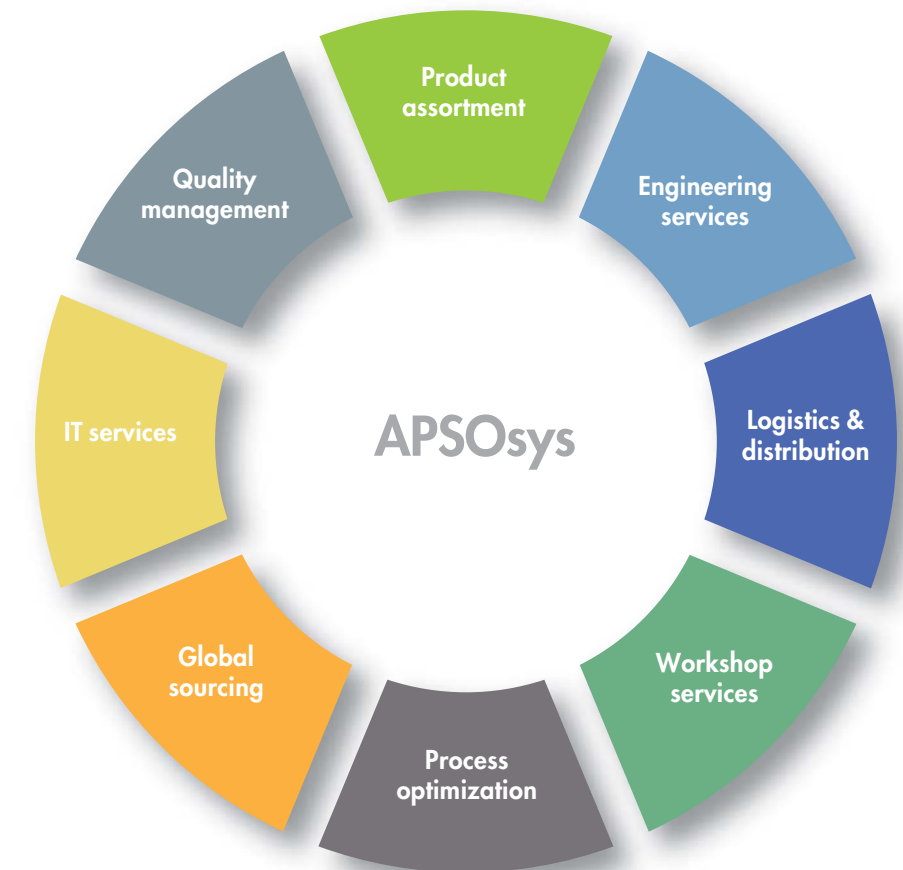 Product
assortment
Engineering
services
Logistics &
distribution
Workshop
services
Process
optimization
Global
sourcing
IT services
Quality
management
APSOsys